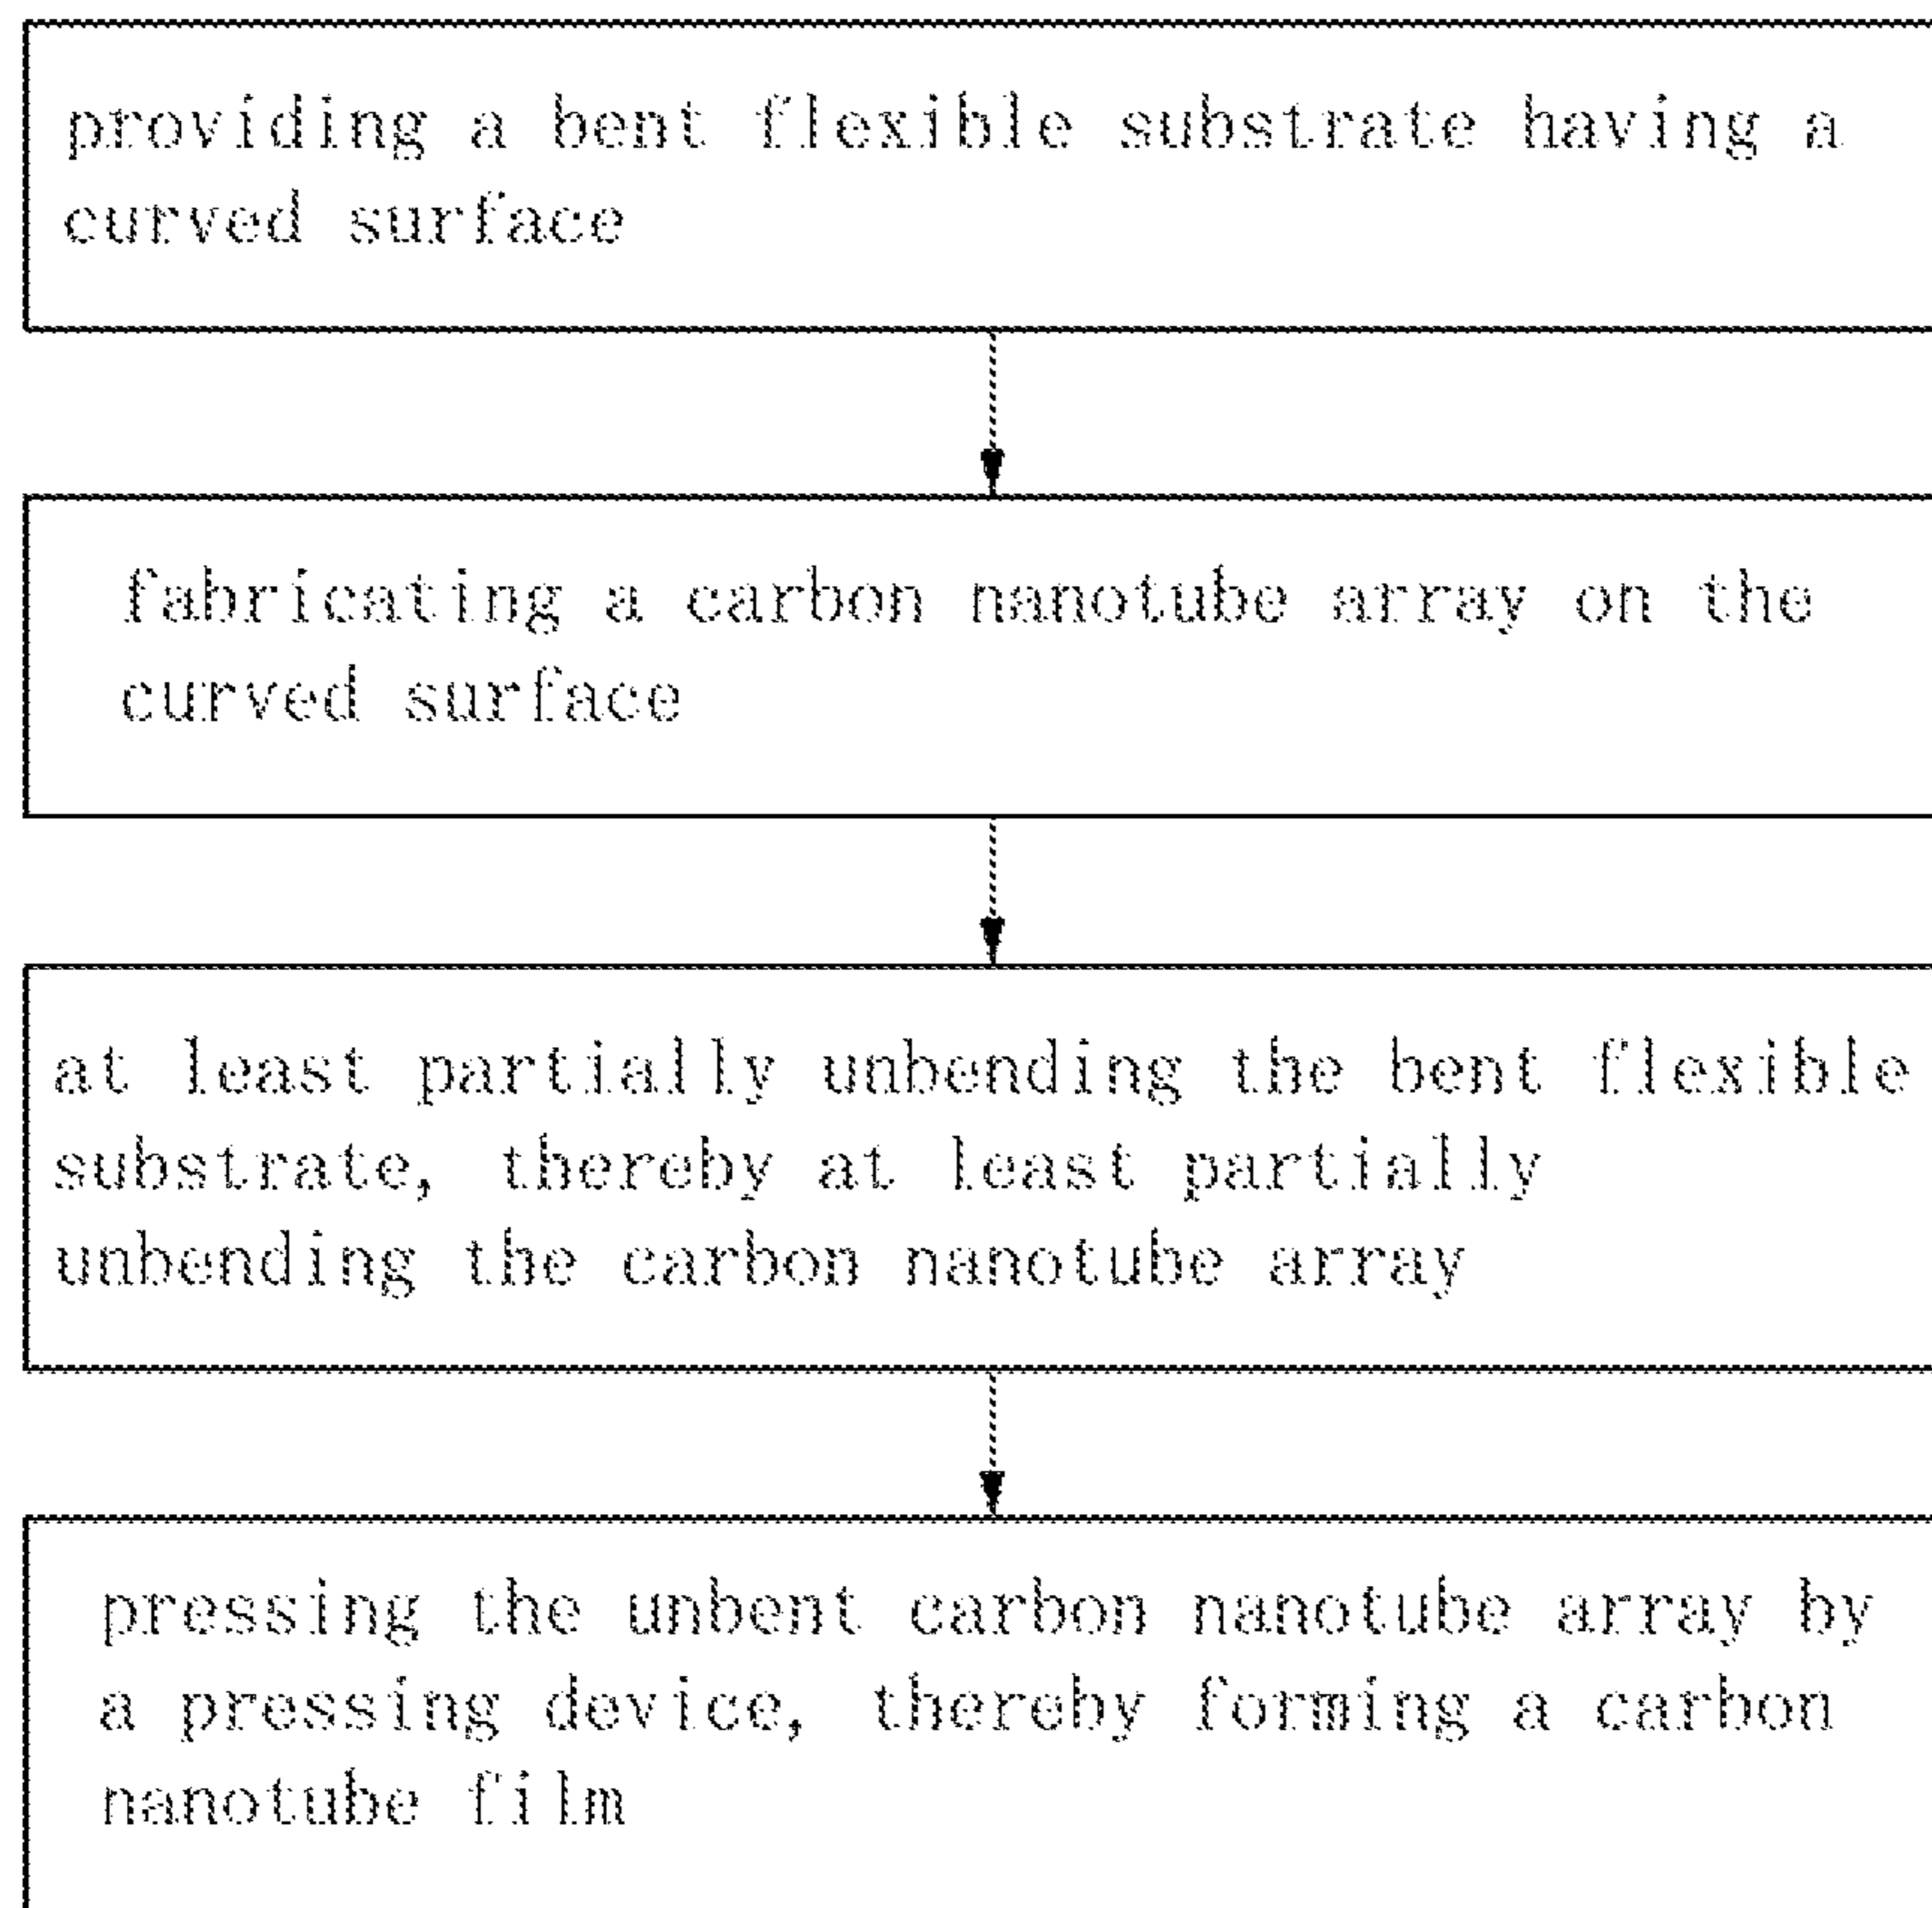 providing a bent flexible substrate having a
curved surface
fabricating a carbon nanotube array on the
curved surface
at least partially unbending the bent flexible
substrate, thereby at least partially
unbending the carbon nanotube array
pressing the unbent carbon nanotube array by
a pressing device, thereby forming a carbon
nanotube film